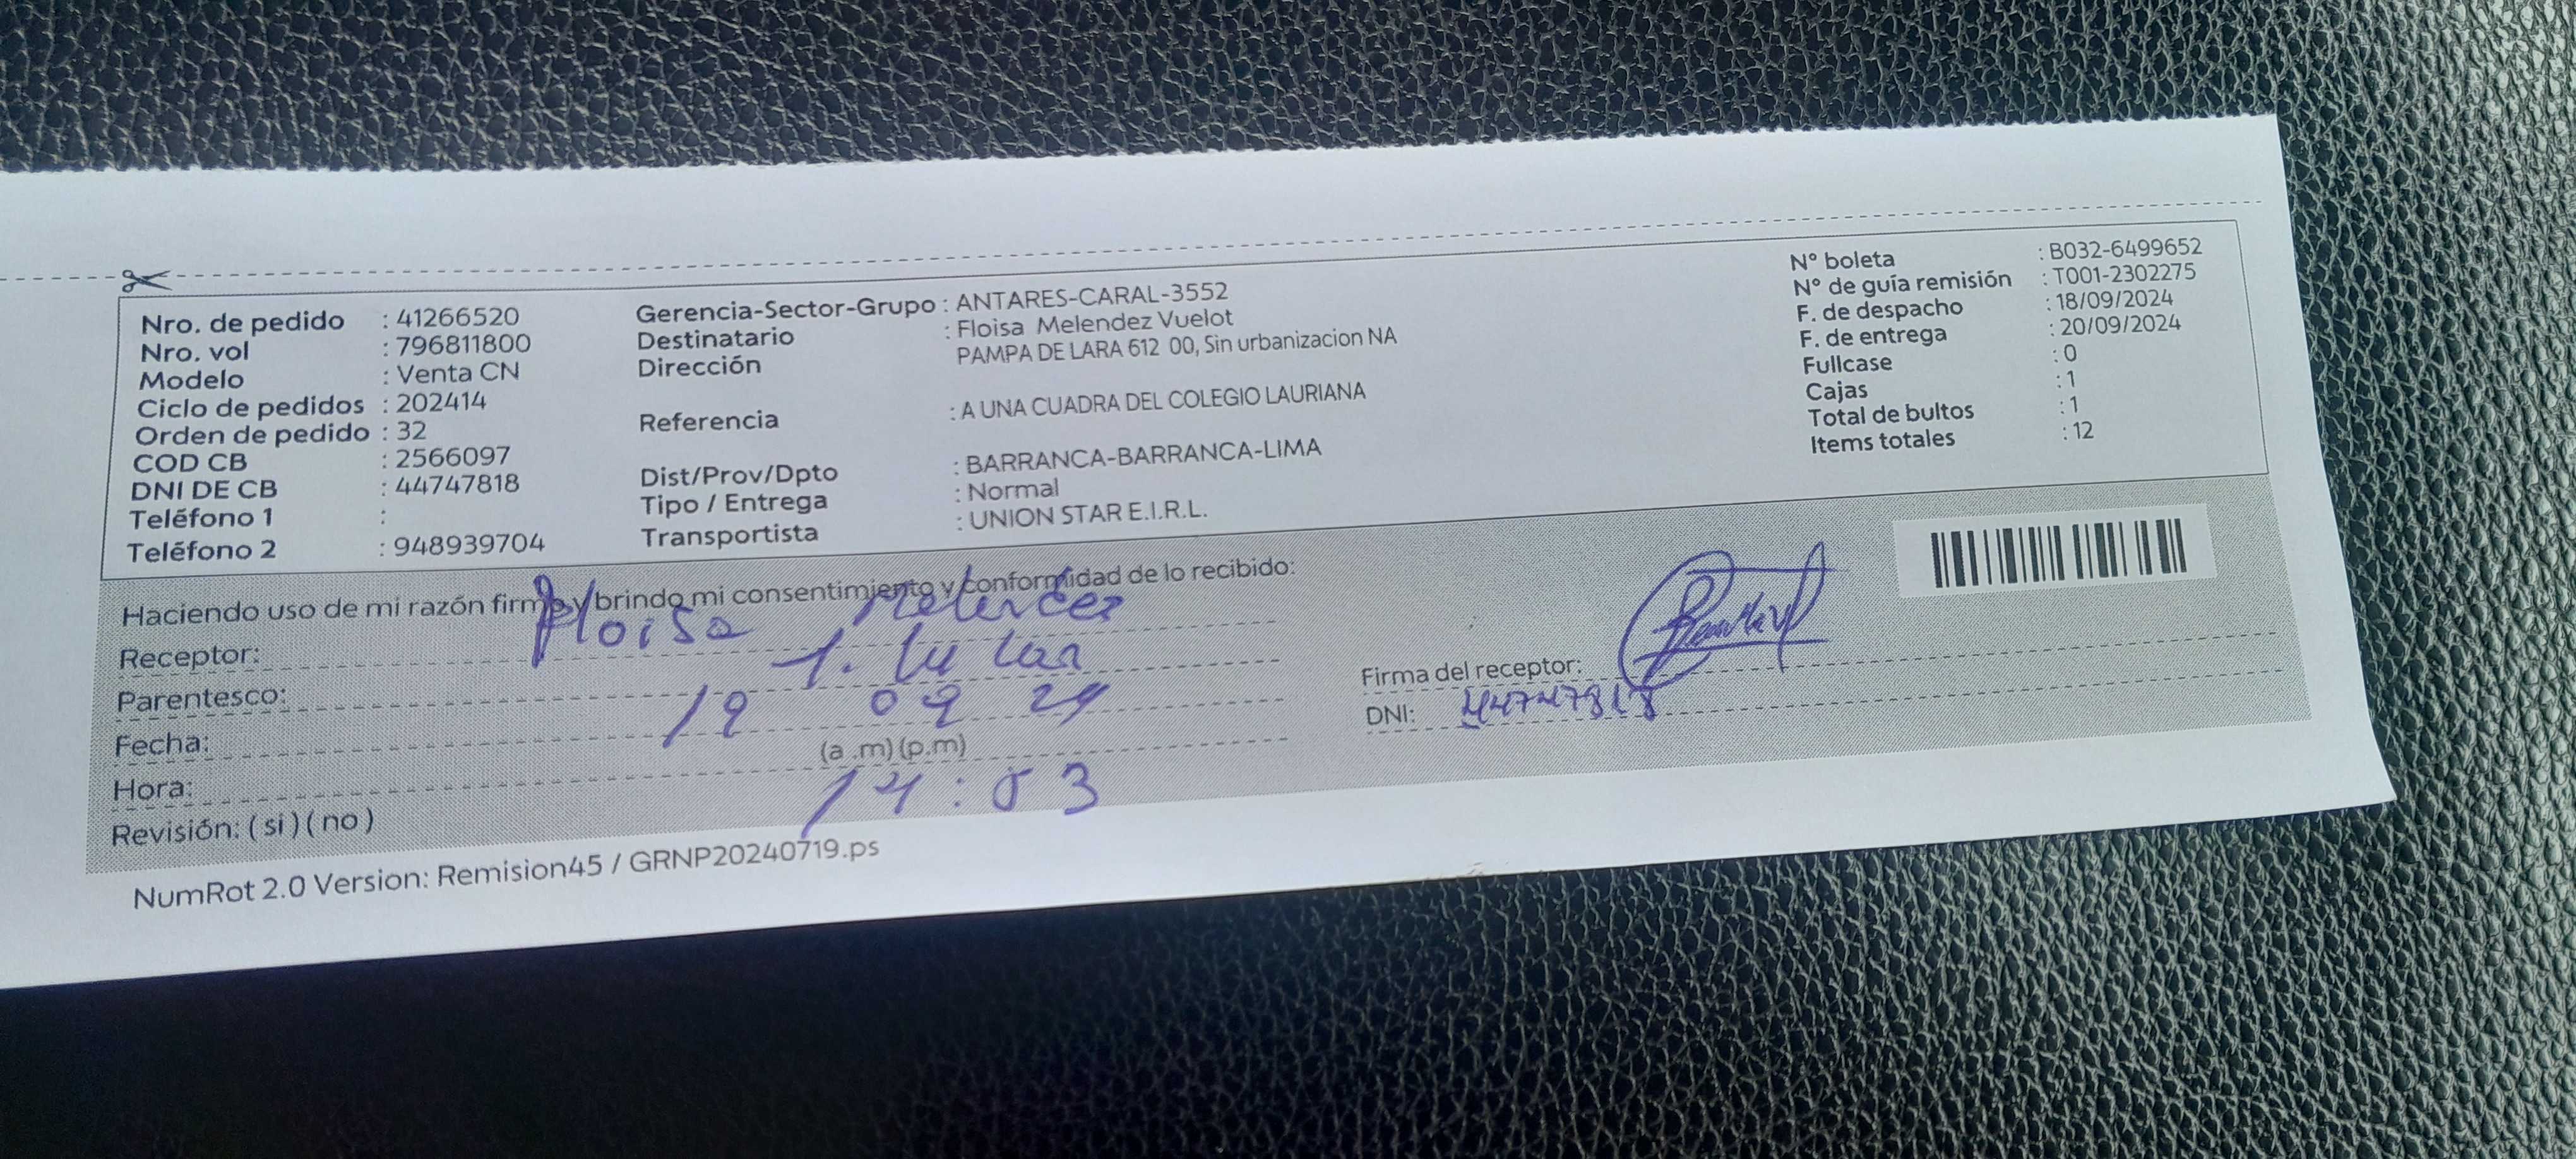 Nro. de pedido : 41266520
Nro. vol : 796811800
Modelo : Venta CN
Ciclo de pedidos : 202414
Orden de pedido : 32
COD CB : 2566097
DNI DE CB : 44747818
Teléfono 1 :
Teléfono 2 : 948939704
Gerencia-Sector-Grupo : ANTARES-CARAL-3552
Destinatario : Floisa Melendez Vuelot
Dirección PAMPA DE LARA 612 00, Sin urbanizacion NA
Referencia : A UNA CUADRA DEL COLEGIO LAURIANA
Dist/Prov/Dpto : BARRANCA-BARRANCA-LIMA
Tipo / Entrega : Normal
Transportista : UNION STAR E.I.R.L.
N° boleta : B032-6499652
N° de guía remisión : T001-2302275
F. de despacho : 18/09/2024
F. de entrega : 20/09/2024
Fullcase : 0
Cajas : 1
Total de bultos : 1
Items totales : 12
Haciendo uso de mi razón firmo y brindo mi consentimiento y conformidad de lo recibido:
Receptor: Floisa Melendez
Parentesco: Titular
Fecha: 19 09 24
Hora: (a .m) (p.m)
14:03
Revisión: ( si ) ( no )
Firma del receptor:
DNI: 44747818
NumRot 2.0 Version: Remision45 / GRNP20240719.ps